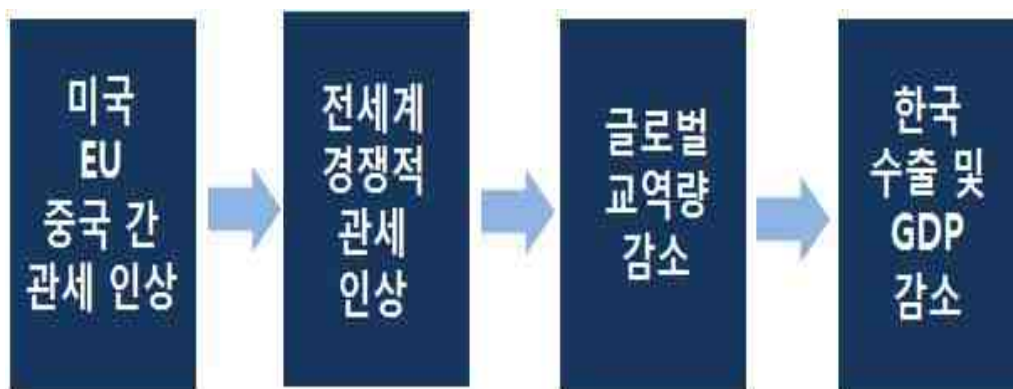 미국
EU
중국 간
관세 인상
전세계
경쟁적
관세
인상
글로벌
교역량
감소
한국
수출 및
GDP
감소